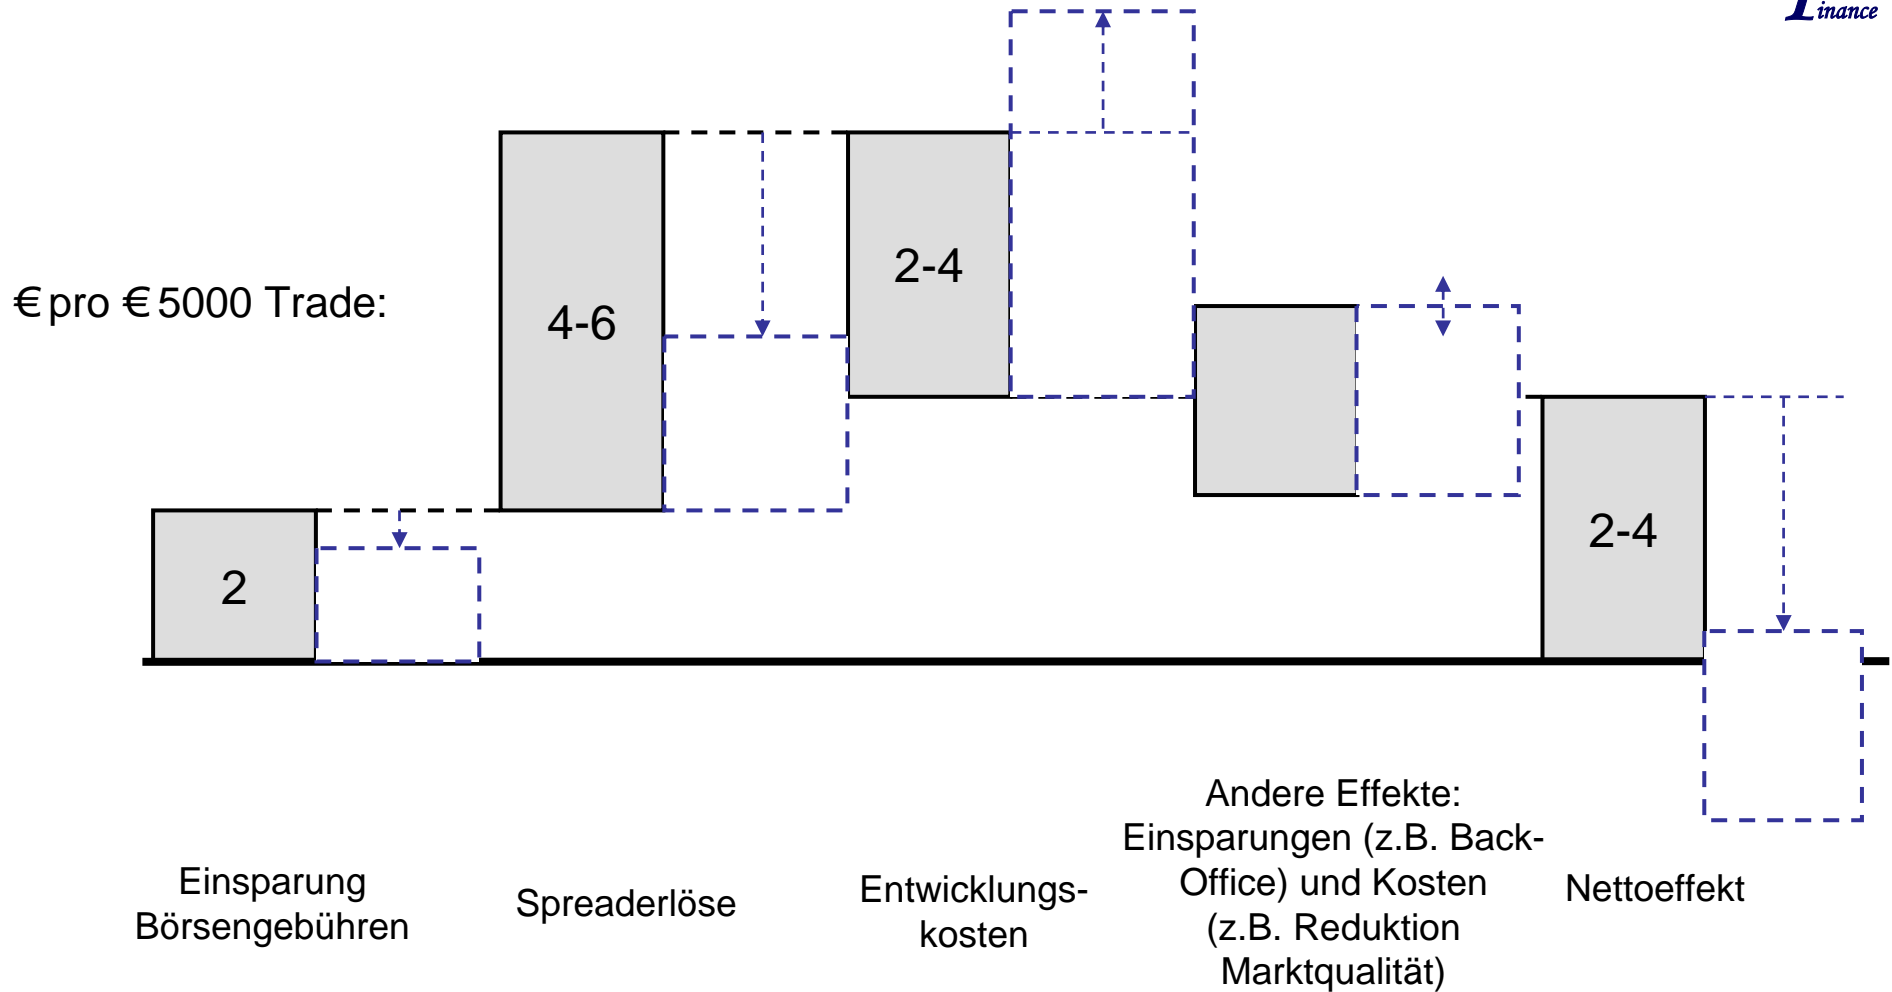 inance
€ pro € 5000 Trade:
2
4-6
2-4
2-4
Einsparung
Börsengebühren
Spreaderlöse
Entwicklungs-
kosten
Andere Effekte:
Einsparungen (z.B. Back-
Office) und Kosten
(z.B. Reduktion
Marktqualität)
Nettoeffekt